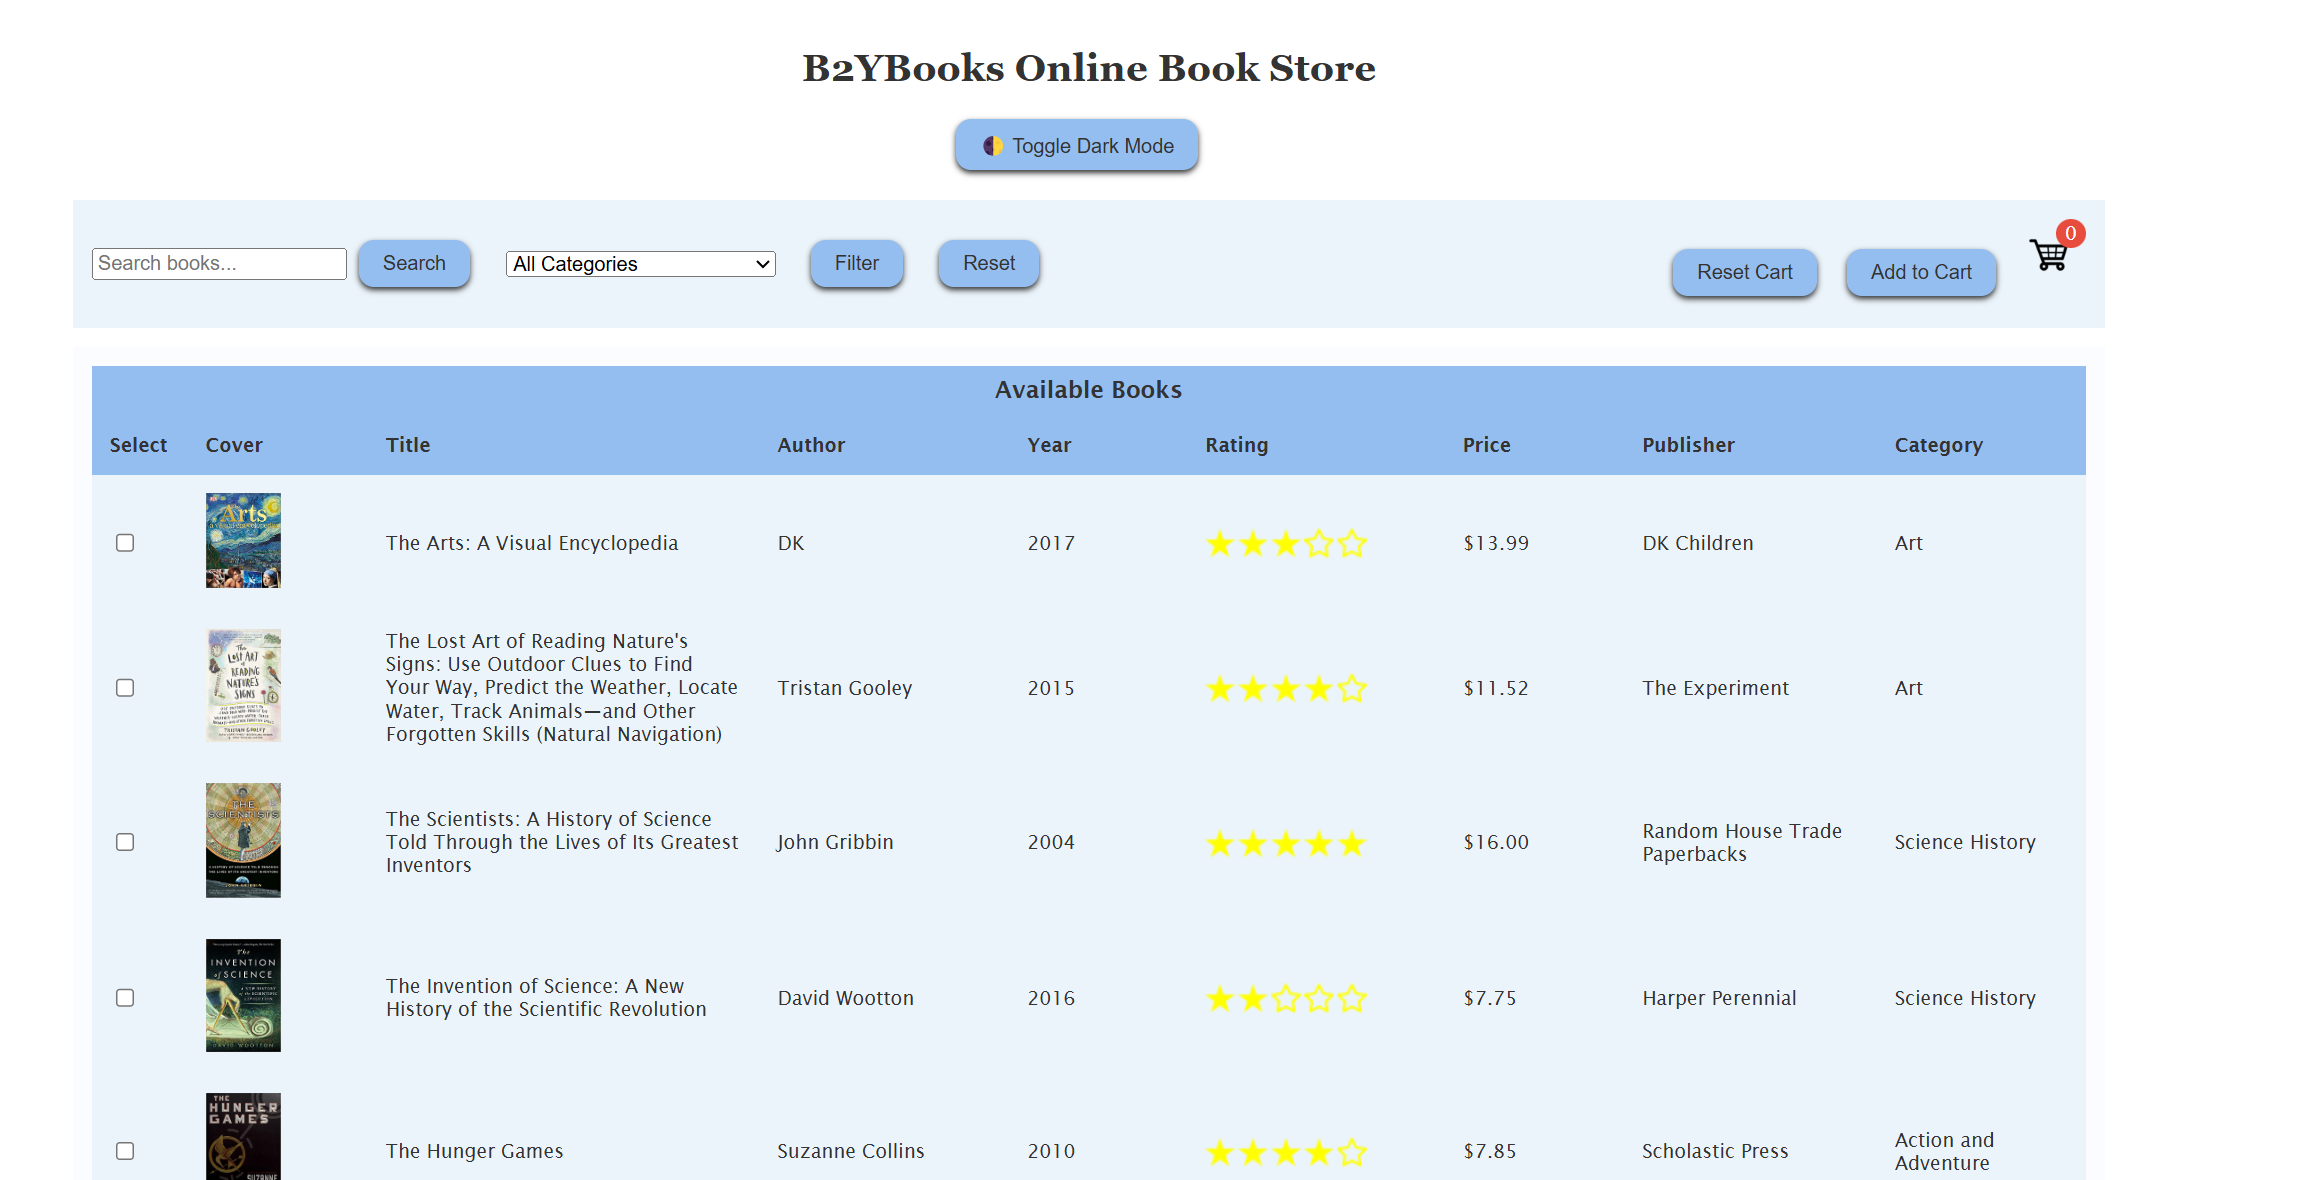 B2YBooks Online Book Store
Toggle Dark Mode
Search books...
Search
All Categories
Filter
Reset
Reset Cart
Add to Cart
0
Available Books
Select
Cover
Title
Author
Year
Rating
Price
Publisher
Category
Arts
The Arts: A Visual Encyclopedia
DK
2017
$13.99
DK Children
Art
The
LOST ART
of
READING
NATURE'S
SIGNS
TRISTAN GOOLEY
The Lost Art of Reading Nature's
Signs: Use Outdoor Clues to Find
Your Way, Predict the Weather, Locate
Water, Track Animals—and Other
Forgotten Skills (Natural Navigation)
Tristan Gooley
2015
$11.52
The Experiment
Art
THE
SCIENTISTS
JOHN GRIBBIN
The Scientists: A History of Science
Told Through the Lives of Its Greatest
Inventors
John Gribbin
2004
$16.00
Random House Trade
Paperbacks
Science History
The
INVENTION
of SCIENCE
DAVID WOOTTON
The Invention of Science: A New
History of the Scientific Revolution
David Wootton
2016
$7.75
Harper Perennial
Science History
THE
HUNGER
GAMES
SUZANNE
The Hunger Games
Suzanne Collins
2010
$7.85
Scholastic Press
Action and
Adventure